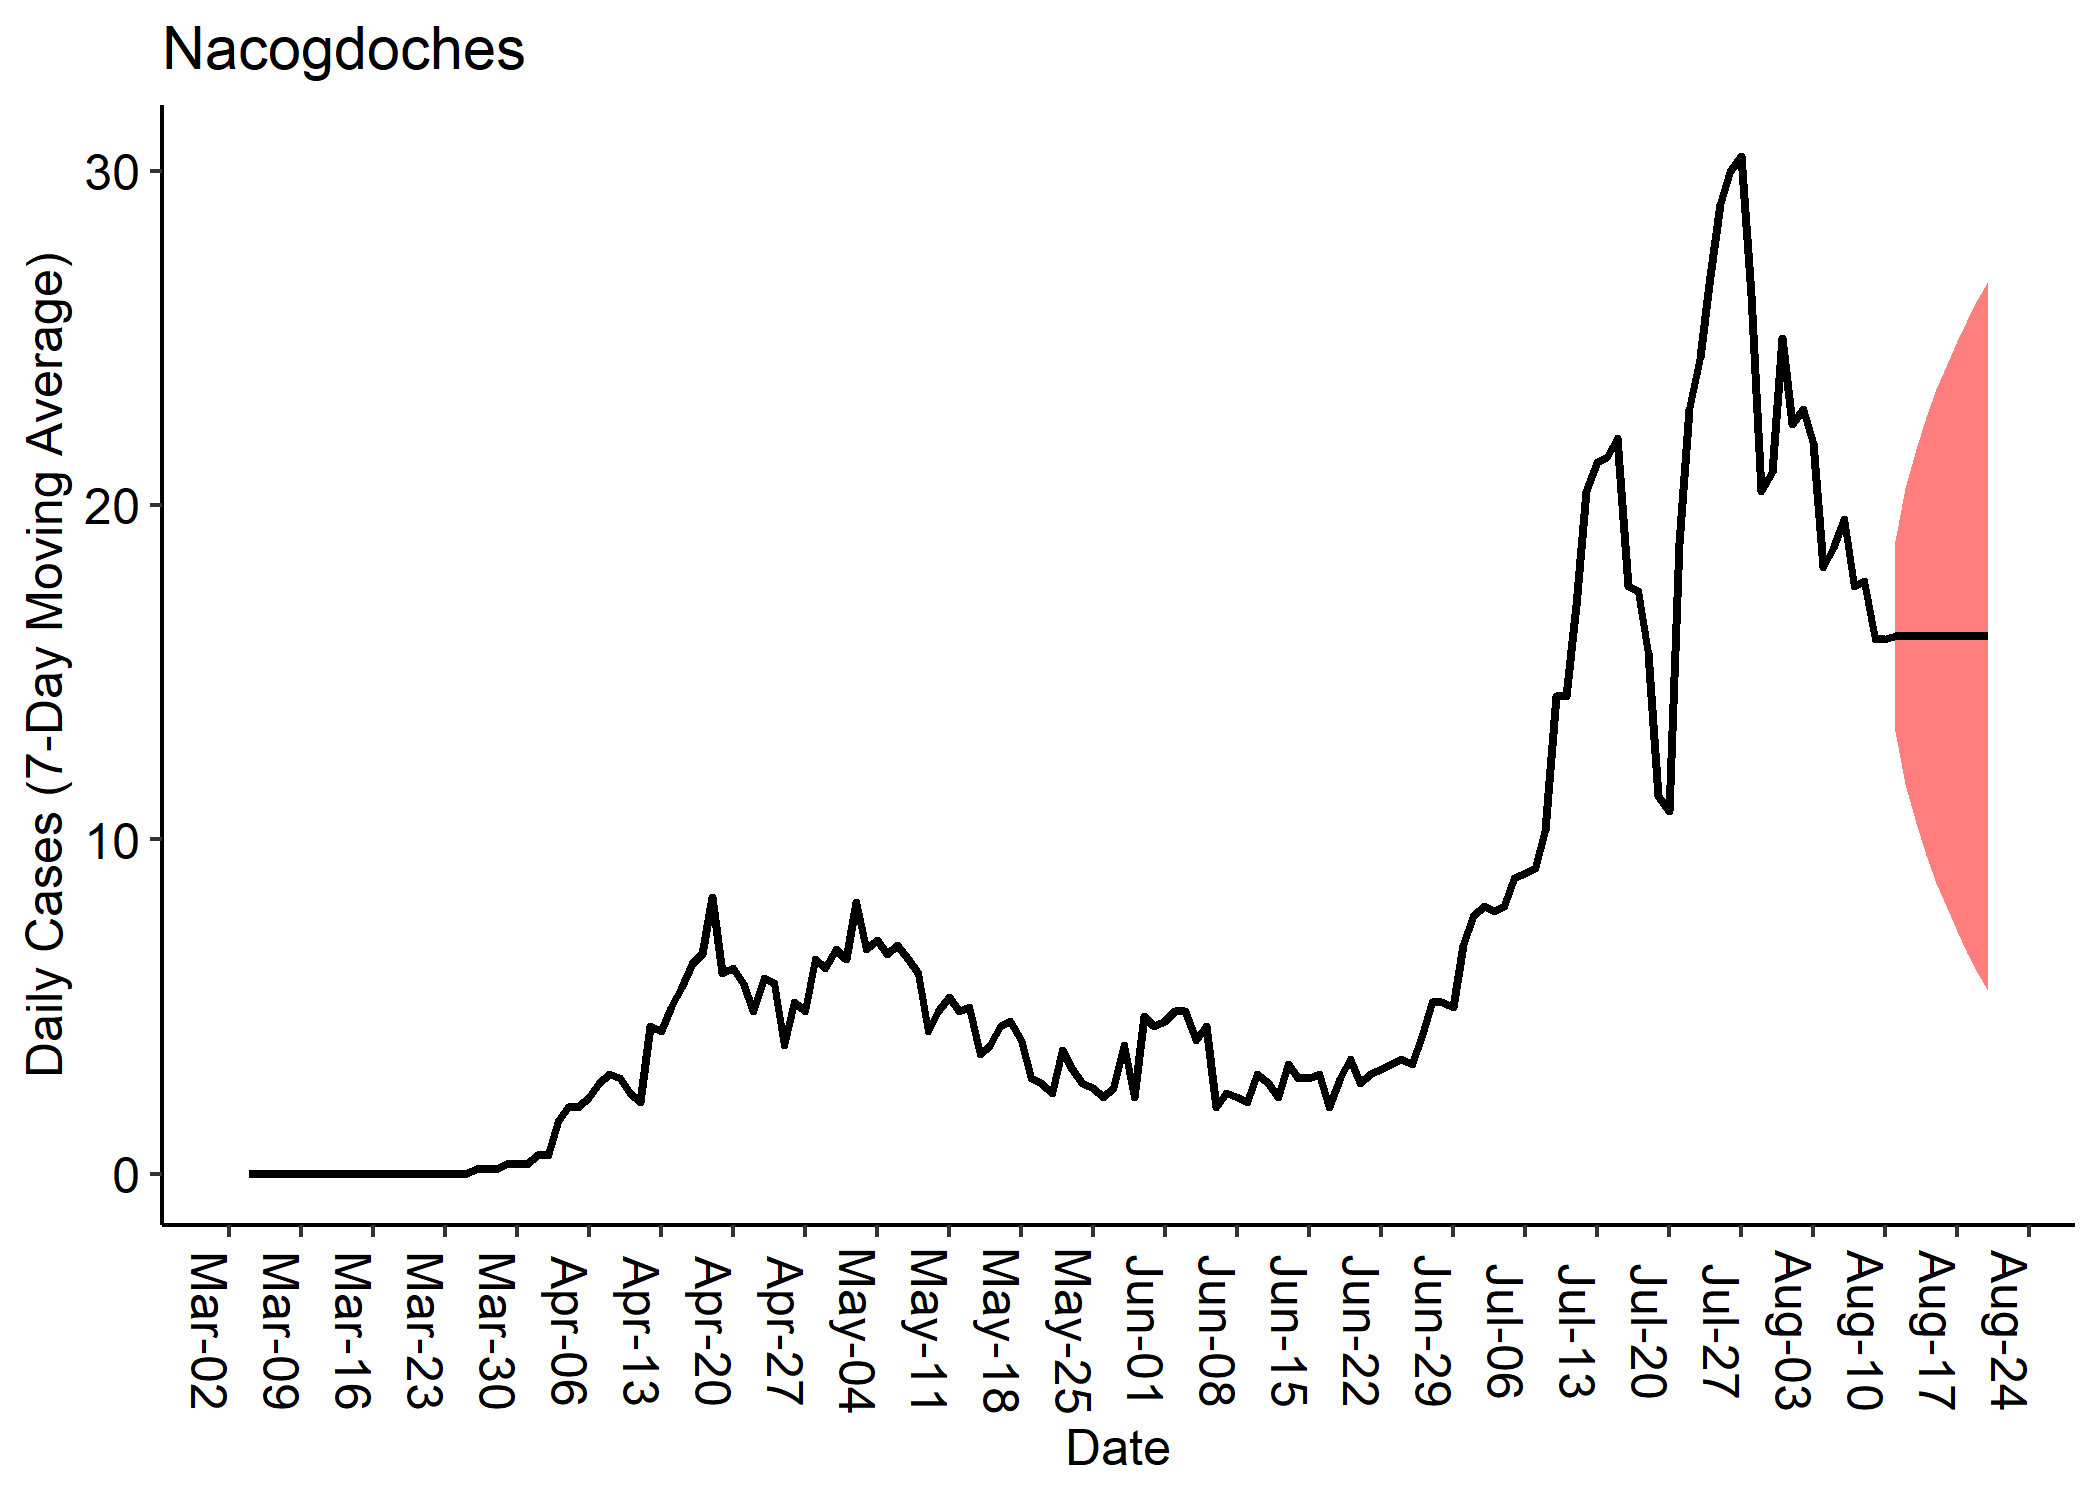 Nacogdoches
Daily Cases (7-Day Moving Average)
30
20
10
0
Mar-02
Mar-09
Mar-16
Mar-23
Mar-30
Apr-06
Apr-13
Apr-20
Apr-27
May-04
May-11
May-18
May-25
Jun-01
Jun-08
Jun-15
Jun-22
Jun-29
Jul-06
Jul-13
Jul-20
Jul-27
Aug-03
Aug-10
Aug-17
Aug-24
Date